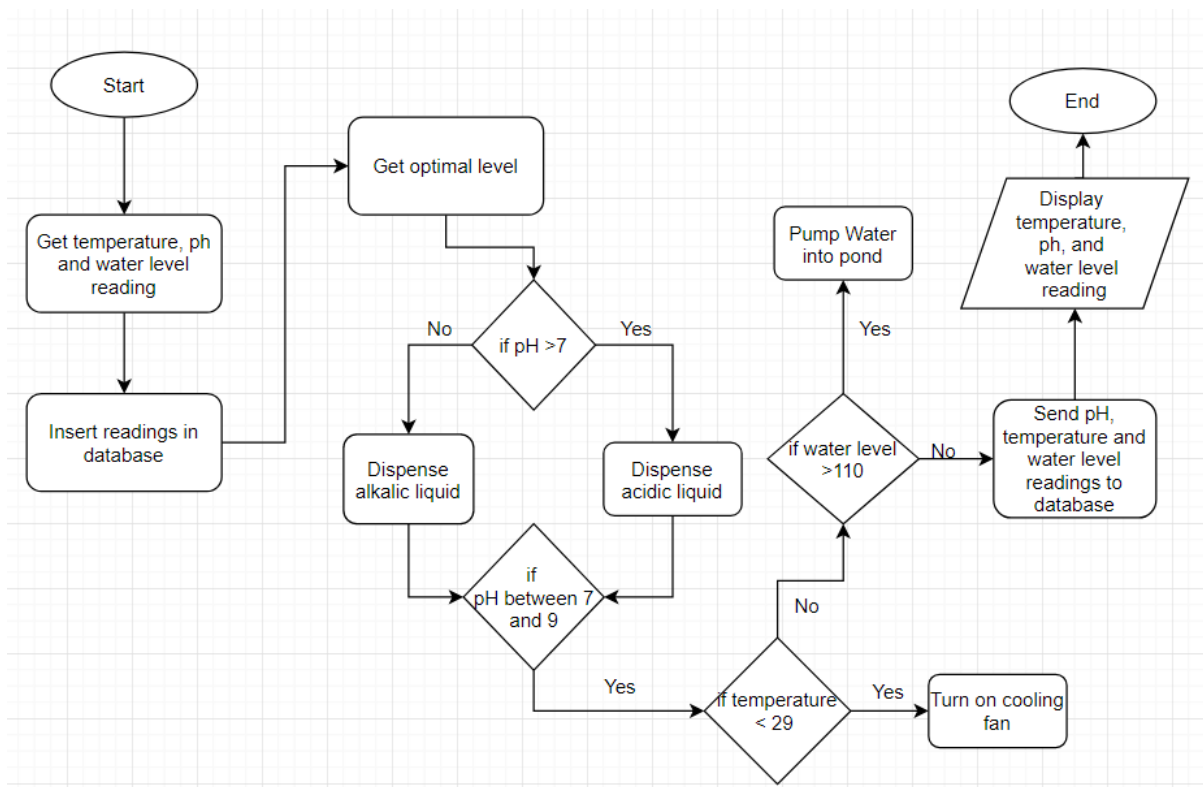 Start
Get temperature, ph
and water level
reading
Insert readings in
database
Get optimal level
if pH >7
No
Yes
Dispense
alkalic liquid
Dispense
acidic liquid
if
pH between 7
and 9
Yes
if temperature
< 29
Yes
Turn on cooling
fan
No
if water level
>110
Yes
Pump Water
into pond
No
Send pH,
temperature and
water level
readings to
database
Display
temperature,
ph, and
water level
reading
End